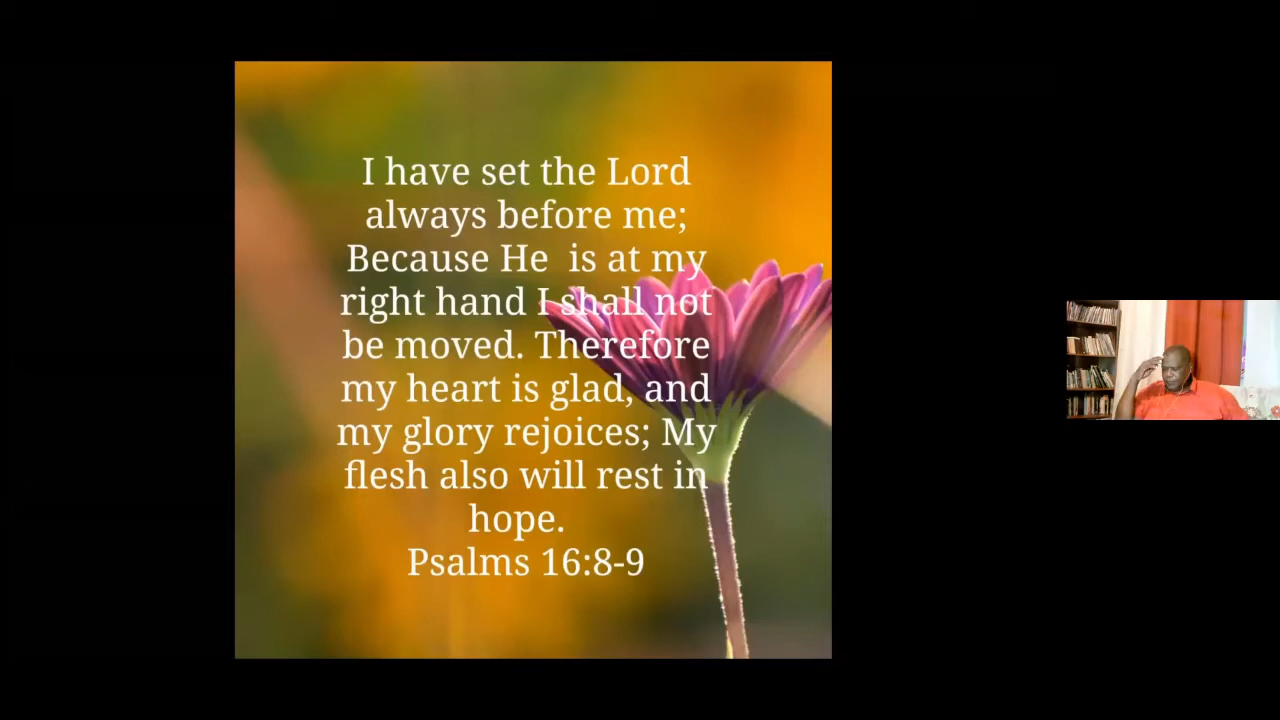 I have set the Lord
always before me;
Because He  is at my
right hand I shall not
be moved. Therefore
my heart is glad, and
my glory rejoices; My
flesh also will rest in
hope.
Psalms 16:8-9